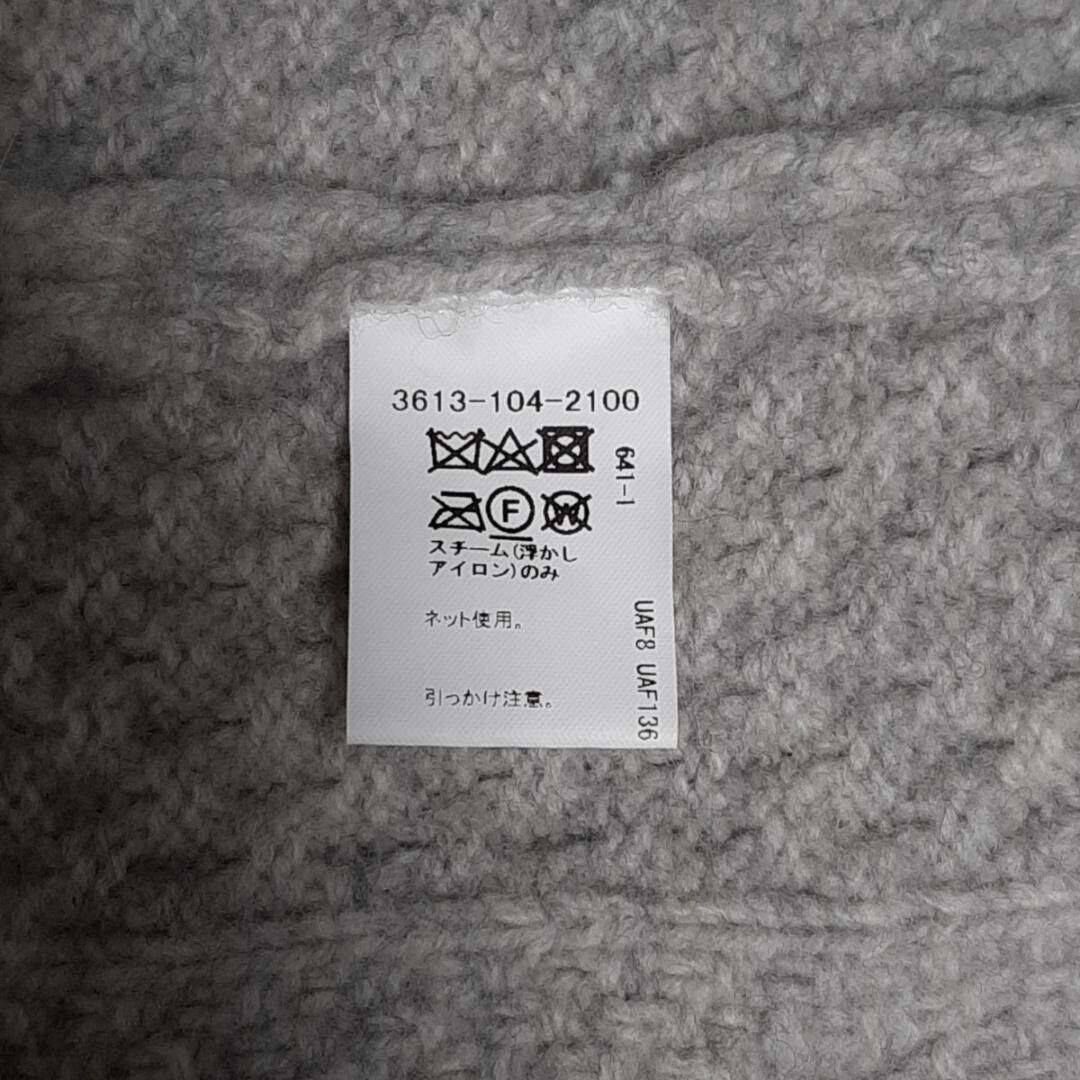 3613-104-2100
641-1
F
W
スチーム(浮かし
アイロン)のみ
ネット使用。
引っかけ注意。
UAF8 UAF136